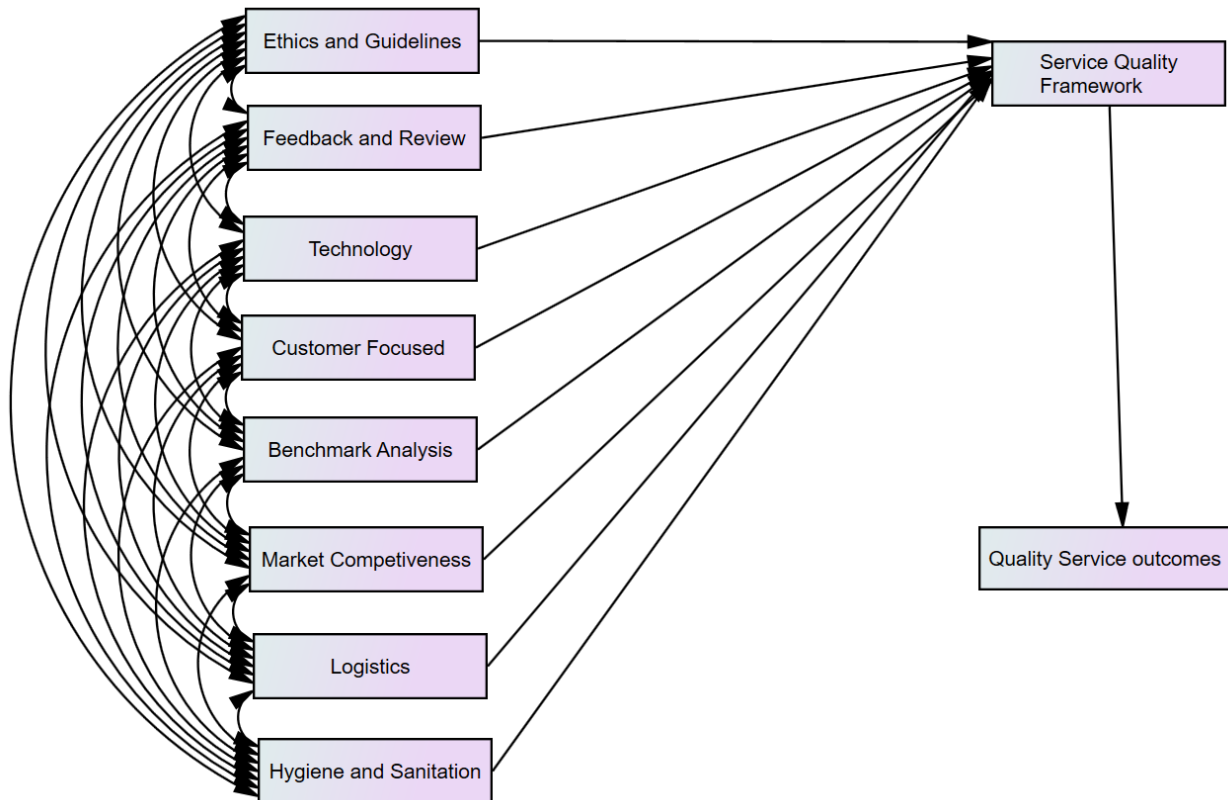 Ethics and Guidelines
Service Quality
Framework
Feedback and Review
Technology
Customer Focused
Benchmark Analysis
Market Competiveness
Quality Service outcomes
Logistics
Hygiene and Sanitation